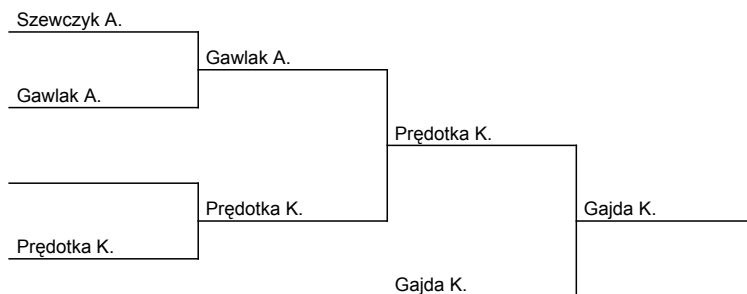 Szewczyk A.
Gawlak A.
Gawlak A.
Prędotka K.
Prędotka K.
Gajda K.
Prędotka K.
Gajda K.